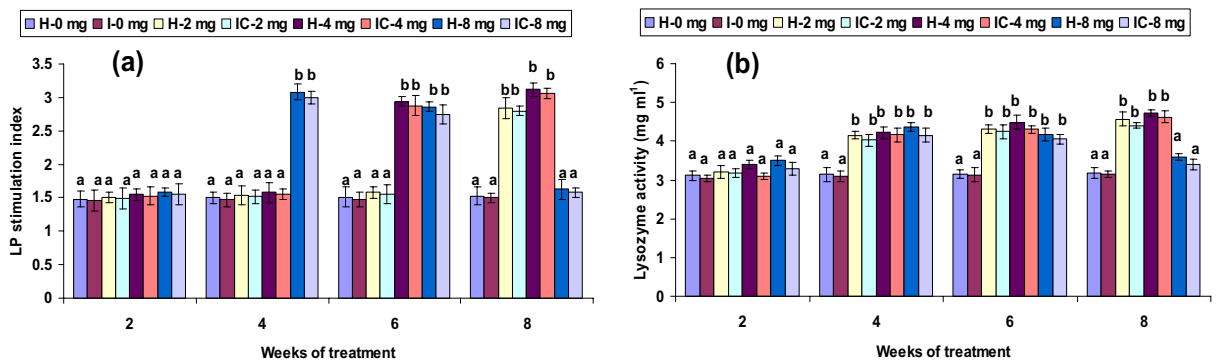 H-0 mg I-0 mg H-2 mg IC-2 mg H-4 mg IC-4 mg H-8 mg IC-8 mg
(a)
LP stimulation index
3.5
3
2.5
2
1.5
1
0.5
0
a a a a a a a a
a a a a a a b b
a a a a b b b b
a a b b b b a a
2 4 6 8
Weeks of treatment
H-0 mg I-0 mg H-2 mg IC-2 mg H-4 mg IC-4 mg H-8 mg IC-8 mg
(b)
Lysozyme activity (mg ml¹)
6
5
4
3
2
1
0
a a a a a a a a
a a b b b b b b
a a b b b b b b
a a b b b b a a
2 4 6 8
Weeks of treatment